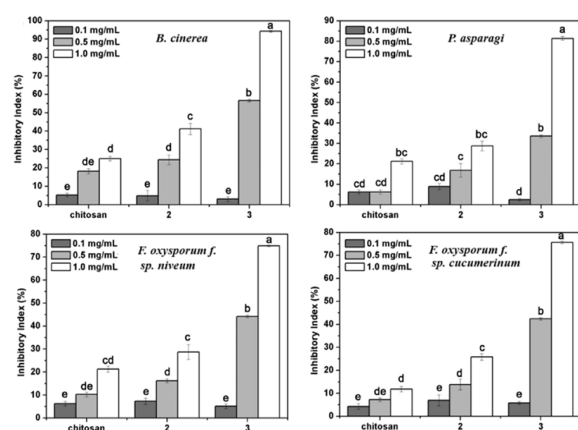 B. cinerea
0.1 mg/mL
0.5 mg/mL
1.0 mg/mL
Inhibitory Index (%)
100
90
80
70
60
50
40
30
20
10
0
e
de
d
e
d
c
e
b
a
chitosan
2
3
P. asparagi
0.1 mg/mL
0.5 mg/mL
1.0 mg/mL
Inhibitory Index (%)
90
80
70
60
50
40
30
20
10
0
cd
cd
bc
cd
c
bc
d
b
a
chitosan
2
3
F. oxysporum f.
sp. niveum
0.1 mg/mL
0.5 mg/mL
1.0 mg/mL
Inhibitory Index (%)
80
70
60
50
40
30
20
10
0
e
de
cd
e
d
c
e
b
a
chitosan
2
3
F. oxysporum f.
sp. cucumerinum
0.1 mg/mL
0.5 mg/mL
1.0 mg/mL
Inhibitory Index (%)
80
70
60
50
40
30
20
10
0
e
de
d
e
d
c
e
b
a
chitosan
2
3